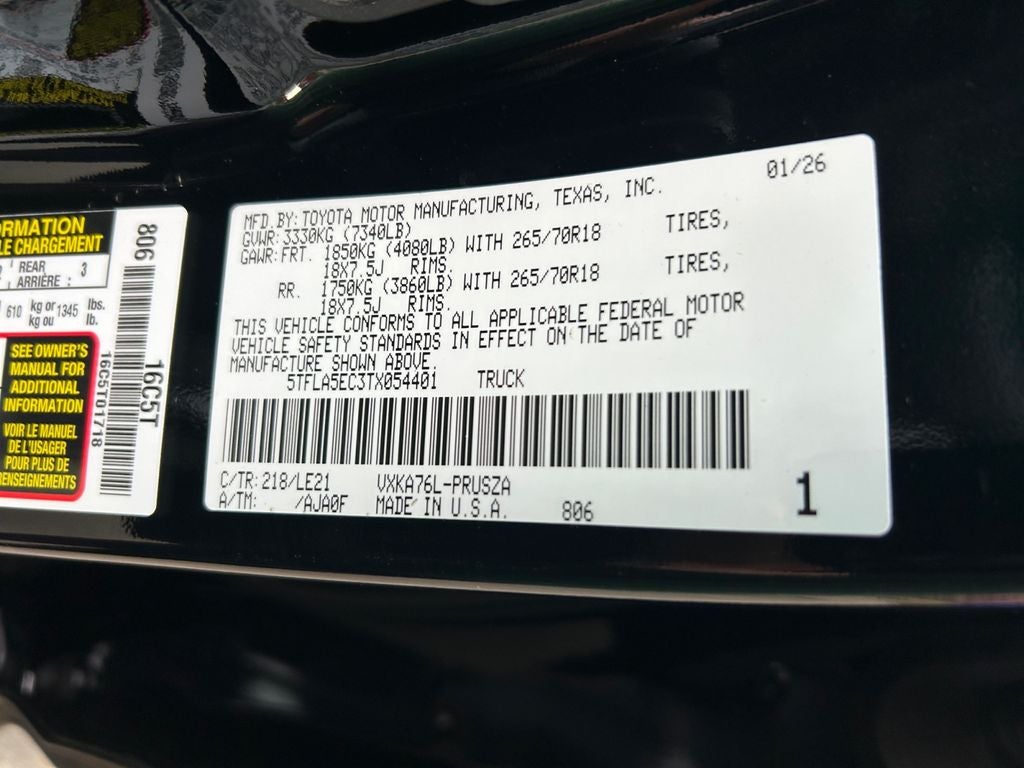 ORMATION
LE CHARGEMENT
REAR
ARRIÈRE : 3
610 kg or 1345 lbs.
kg ou lb.
SEE OWNER'S
MANUAL FOR
ADDITIONAL
INFORMATION
VOIR LE MANUEL
DE L'USAGER
POUR PLUS DE
RENSEIGNEMENTS
806
16C5T
16C5T01718
01/26
MFD. BY: TOYOTA MOTOR MANUFACTURING, TEXAS, INC.
GVWR: 3330KG (7340LB)
GAWR: FRT. 1850KG (4080LB) WITH 265/70R18 TIRES,
18X7.5J RIMS.
RR. 1750KG (3860LB) WITH 265/70R18 TIRES,
18X7.5J RIMS.
THIS VEHICLE CONFORMS TO ALL APPLICABLE FEDERAL MOTOR
VEHICLE SAFETY STANDARDS IN EFFECT ON THE DATE OF
MANUFACTURE SHOWN ABOVE.
5TFLA5EC3TX054401 TRUCK
C/TR: 218/LE21 VXKA76L-PRUSZA
A/TM: /AJA0F MADE IN U.S.A. 806
1